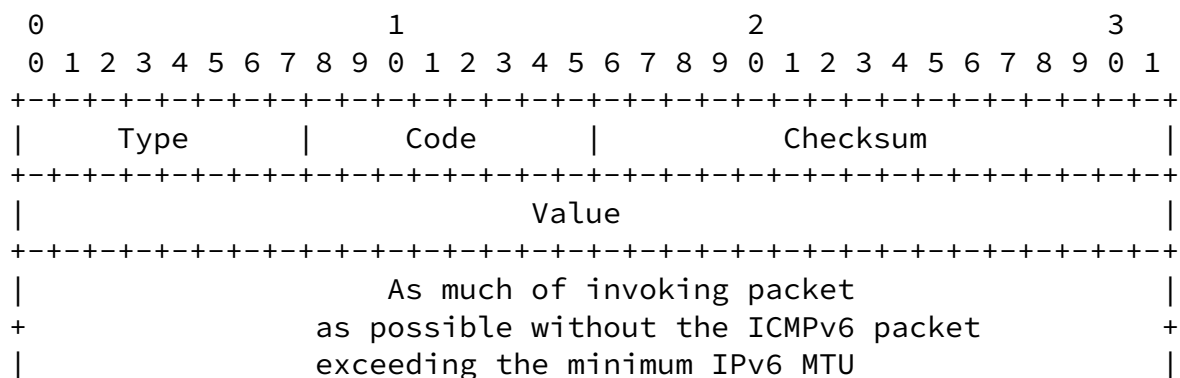 0                   1                   2                   3
 0 1 2 3 4 5 6 7 8 9 0 1 2 3 4 5 6 7 8 9 0 1 2 3 4 5 6 7 8 9 0 1
+-+-+-+-+-+-+-+-+-+-+-+-+-+-+-+-+-+-+-+-+-+-+-+-+-+-+-+-+-+-+-+-+
|     Type      |     Code      |          Checksum             |
+-+-+-+-+-+-+-+-+-+-+-+-+-+-+-+-+-+-+-+-+-+-+-+-+-+-+-+-+-+-+-+-+
|                            Value                              |
+-+-+-+-+-+-+-+-+-+-+-+-+-+-+-+-+-+-+-+-+-+-+-+-+-+-+-+-+-+-+-+-+
|                    As much of invoking packet                 |
+                as possible without the ICMPv6 packet          +
|                exceeding the minimum IPv6 MTU                 |